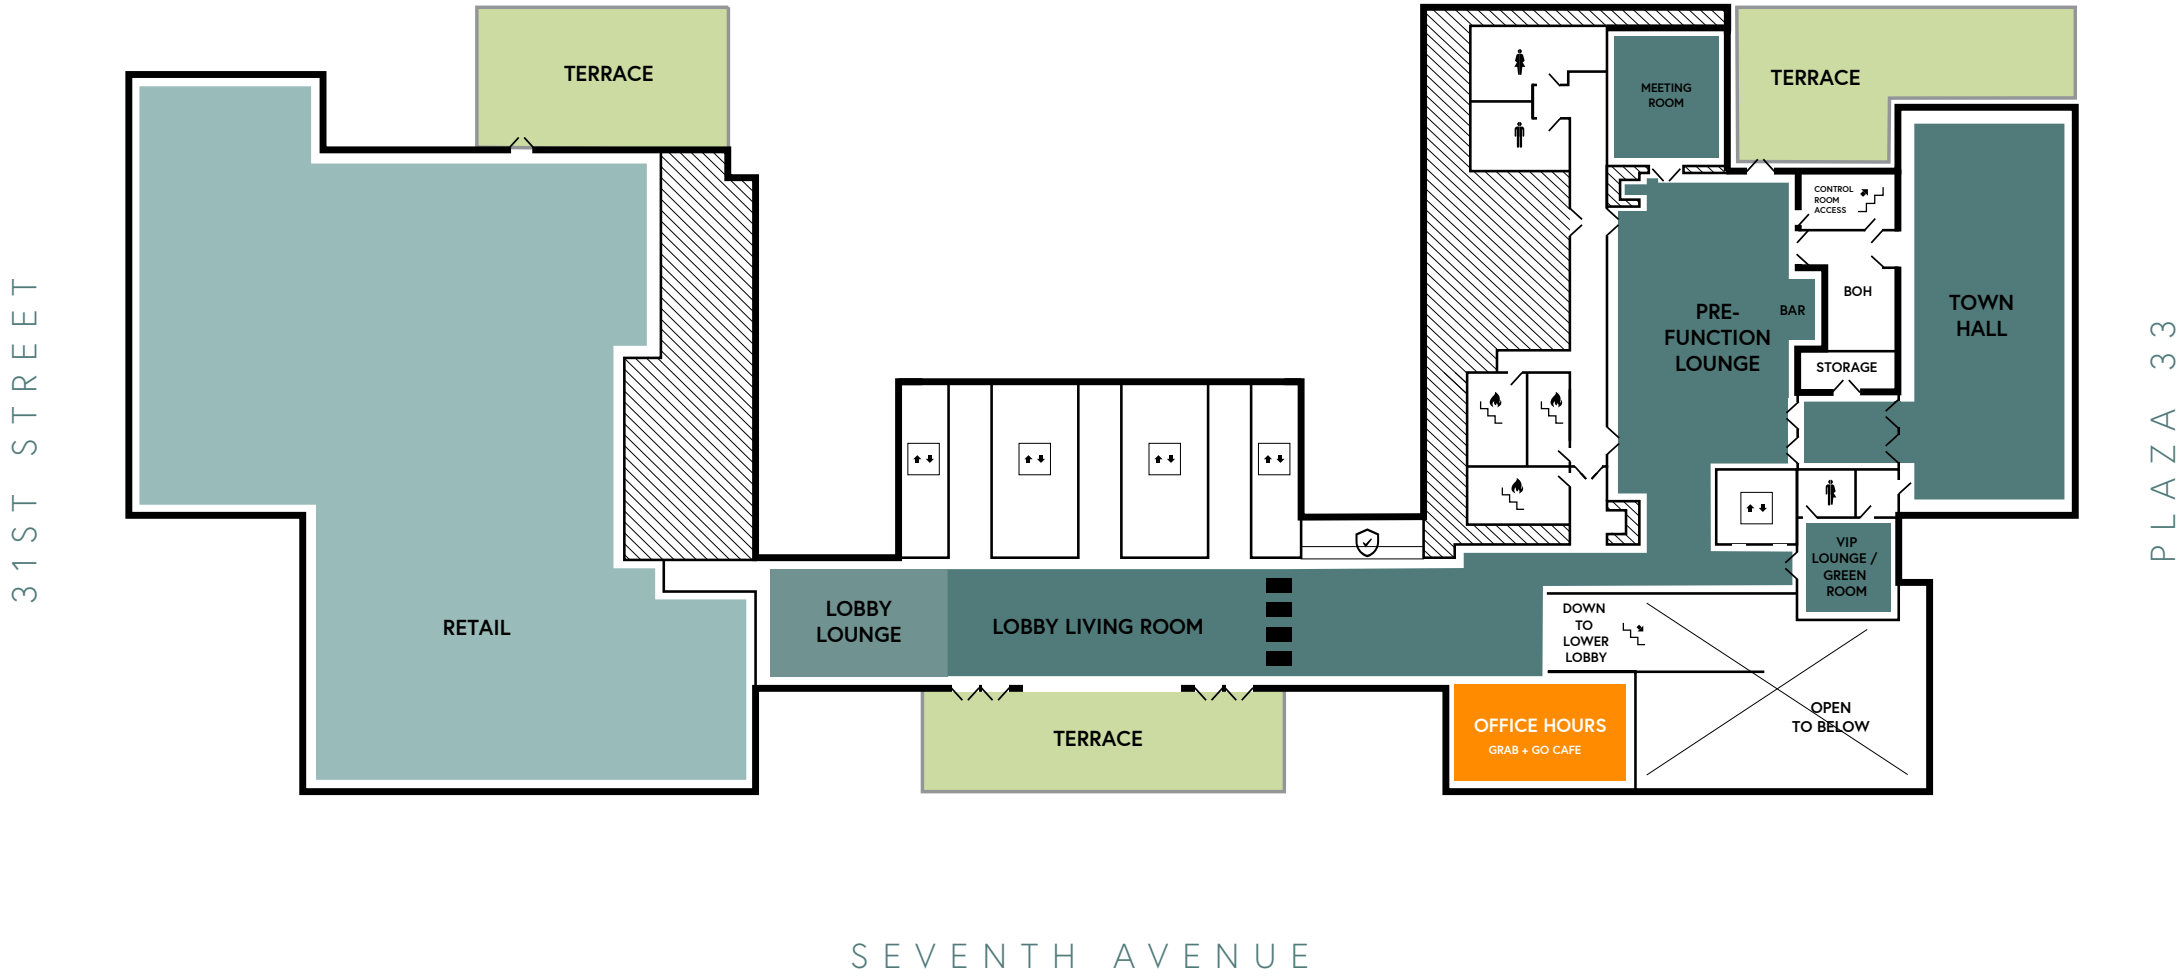 TERRACE
TERRACE
MEETING
ROOM
CONTROL
ROOM
ACCESS
BOH
BAR
PRE-
FUNCTION
LOUNGE
TOWN
HALL
STORAGE
31ST STREET
PLAZA 33
VIP
LOUNGE /
GREEN
ROOM
RETAIL
LOBBY
LOUNGE
LOBBY LIVING ROOM
DOWN
TO
LOWER
LOBBY
OPEN
TO BELOW
TERRACE
OFFICE HOURS
GRAB + GO CAFE
SEVENTH AVENUE